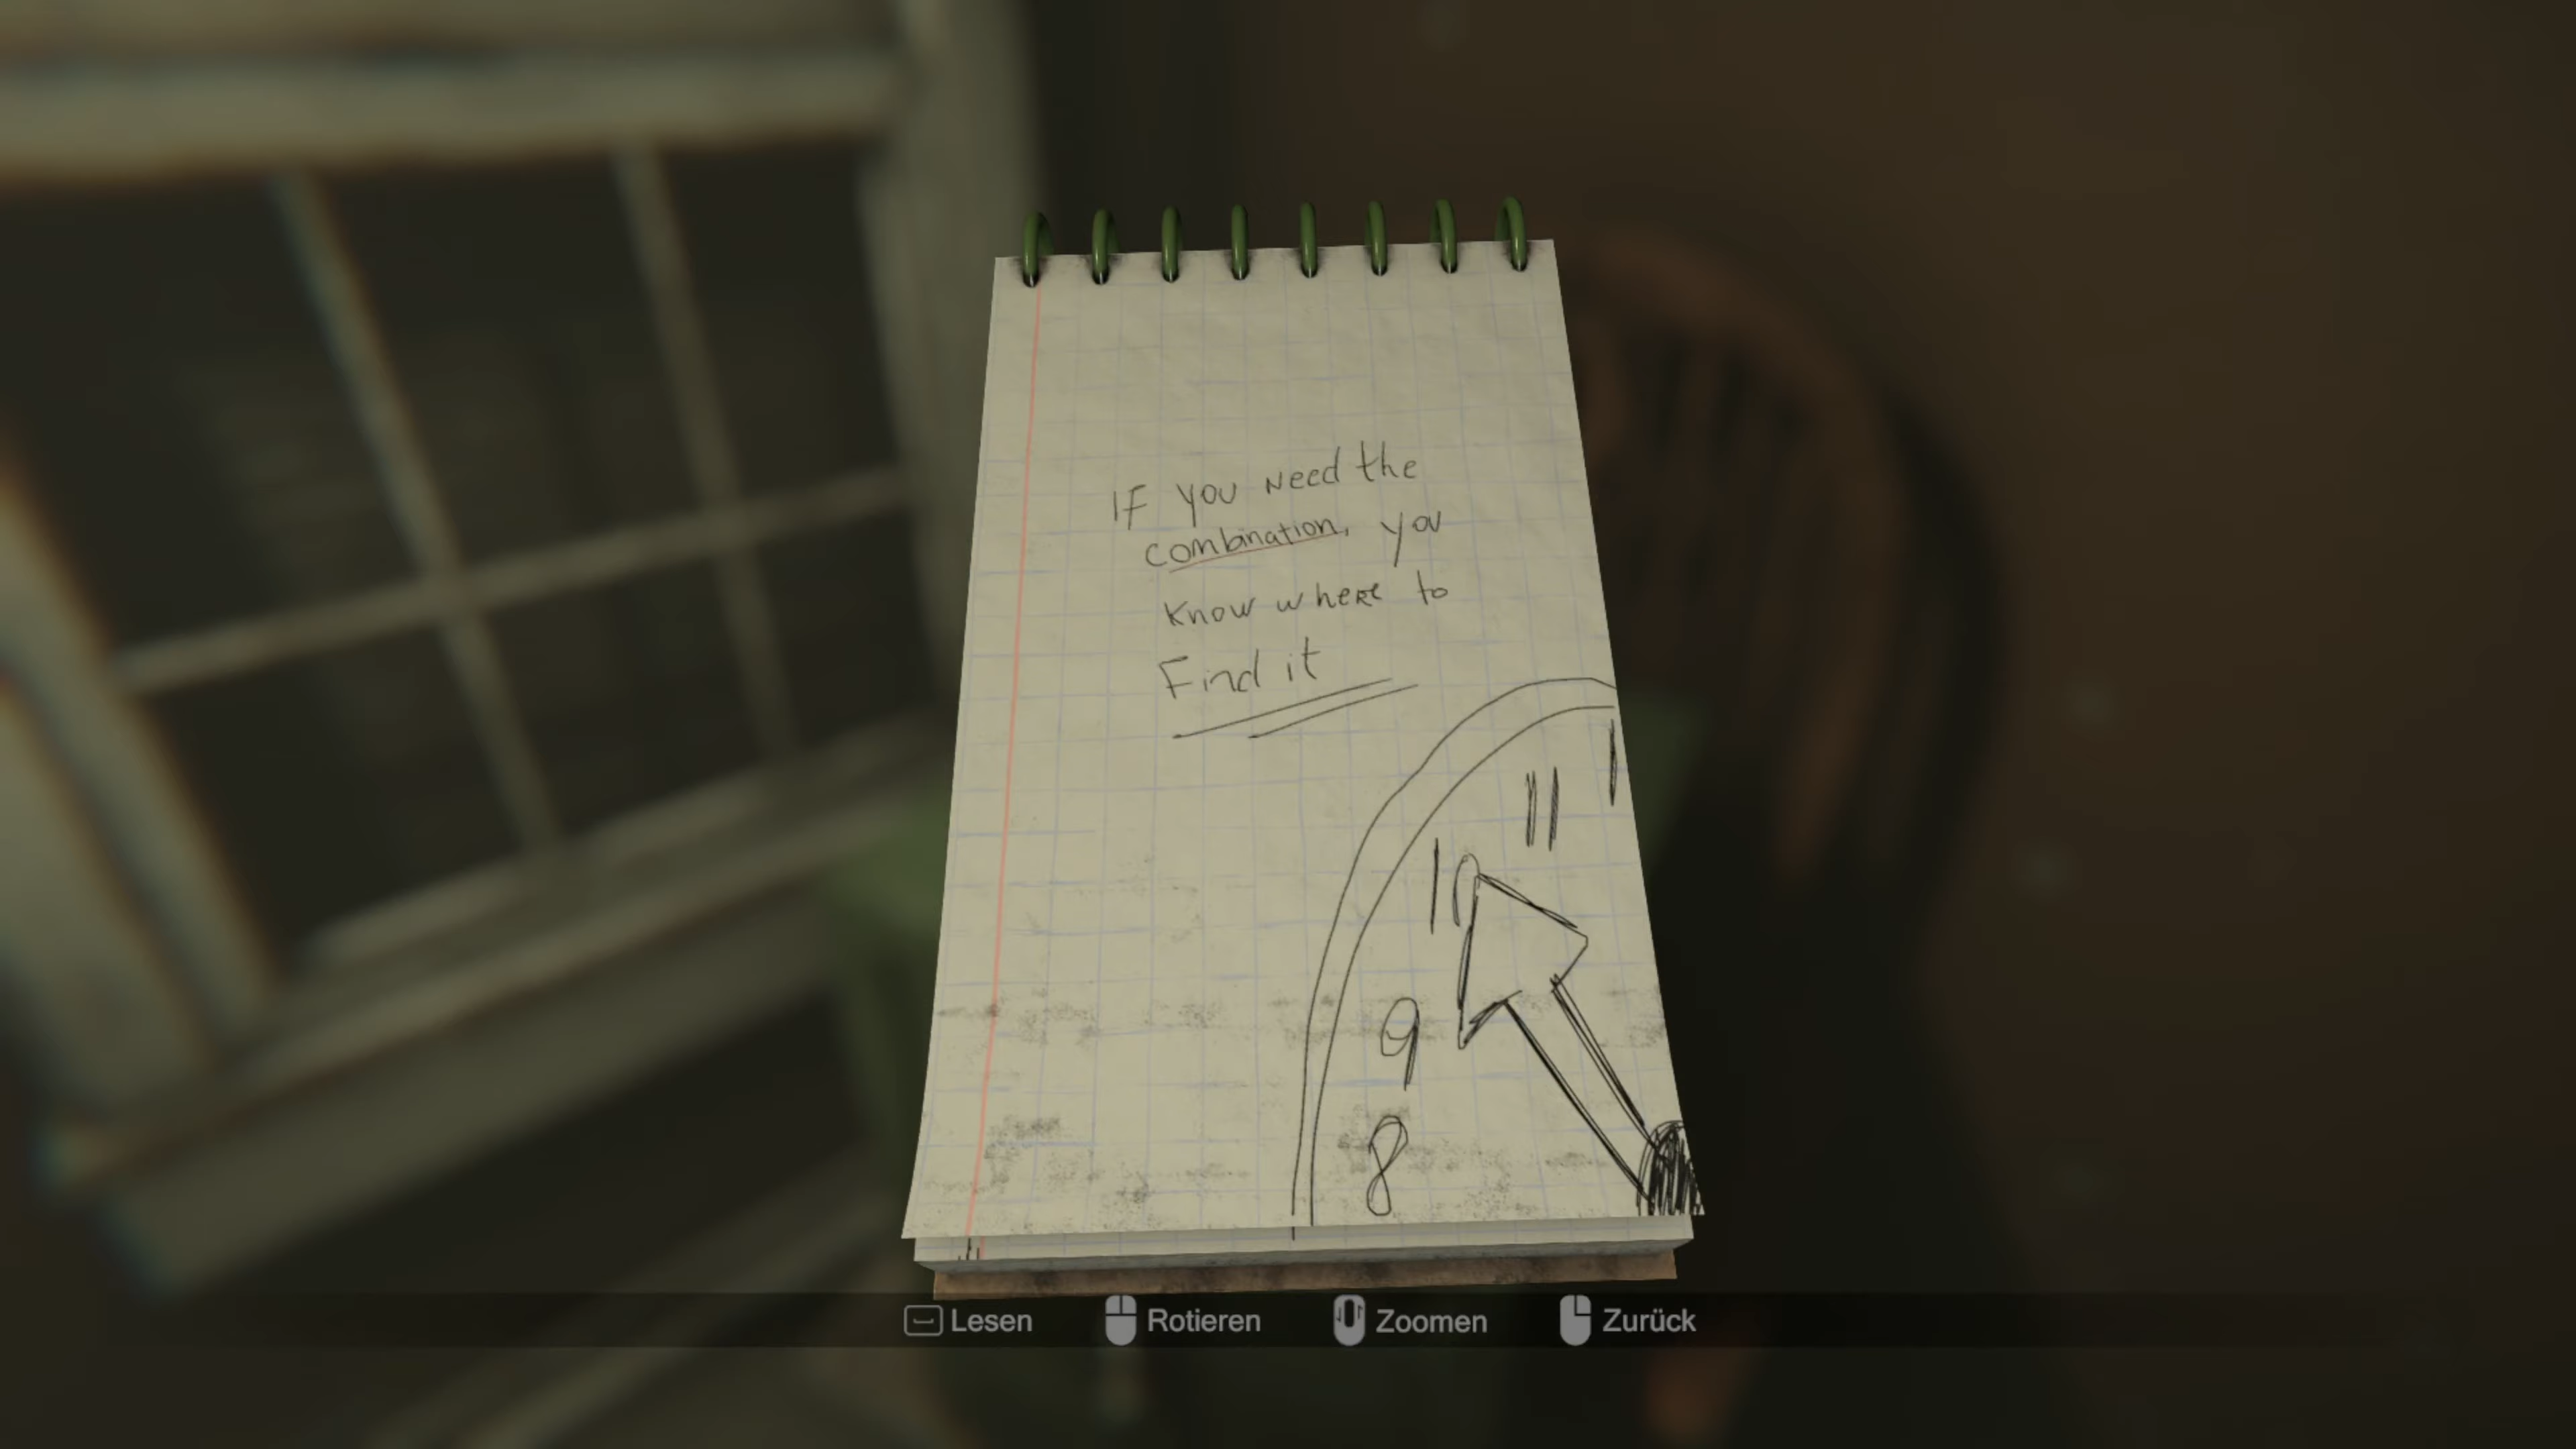 IF you need the
combination, you
know where to
Find it
1
11
10
9
8
Lesen Rotieren Zoomen Zurück